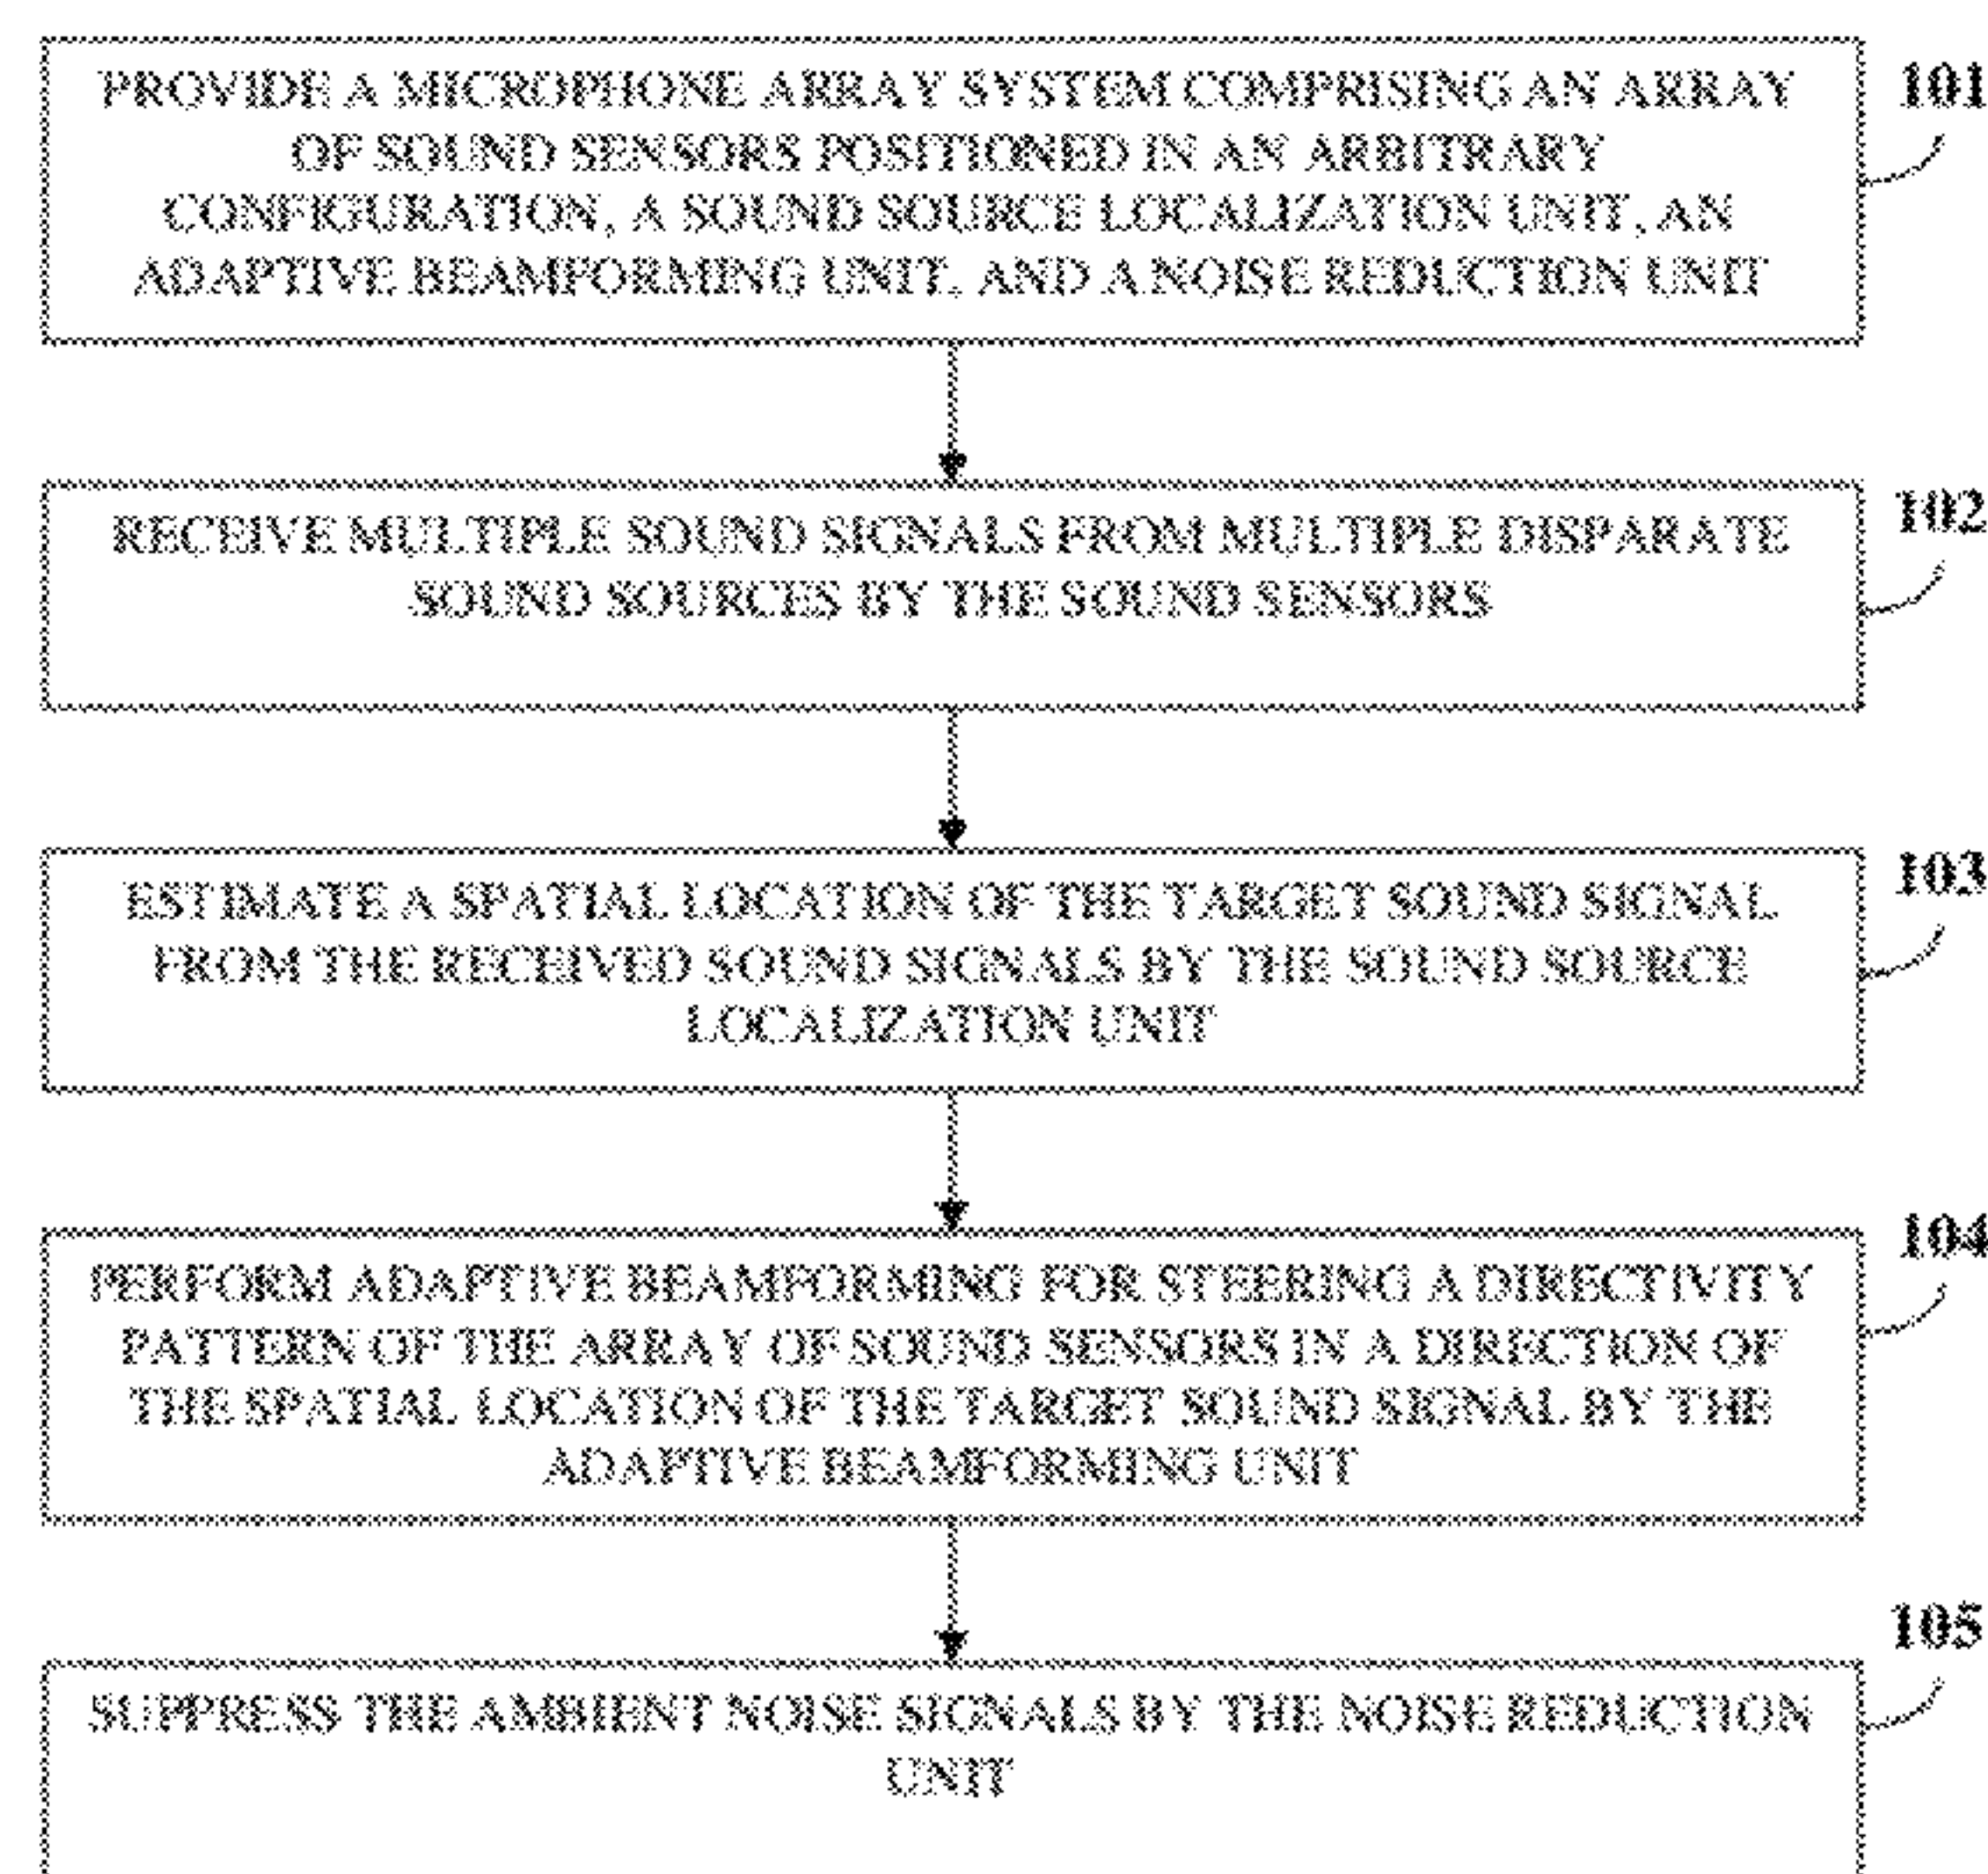 PROVIDE A MICROPHONE ARRAY SYSTEM COMPRISING AN ARRAY
OF SOUND SENSORS POSITIONED IN AN ARBITRARY
CONFIGURATION, A SOUND SOURCE LOCALIZATION UNIT, AN
ADAPTIVE BEAMFORMING UNIT, AND A NOISE REDUCTION UNIT
101
RECEIVE MULTIPLE SOUND SIGNALS FROM MULTIPLE DISPARATE
SOUND SOURCES BY THE SOUND SENSORS
102
ESTIMATE A SPATIAL LOCATION OF THE TARGET SOUND SIGNAL
FROM THE RECEIVED SOUND SIGNALS BY THE SOUND SOURCE
LOCALIZATION UNIT
103
PERFORM ADAPTIVE BEAMFORMING FOR STEERING A DIRECTIVITY
PATTERN OF THE ARRAY OF SOUND SENSORS IN A DIRECTION OF
THE SPATIAL LOCATION OF THE TARGET SOUND SIGNAL BY THE
ADAPTIVE BEAMFORMING UNIT
104
SUPPRESS THE AMBIENT NOISE SIGNALS BY THE NOISE REDUCTION
UNIT
105